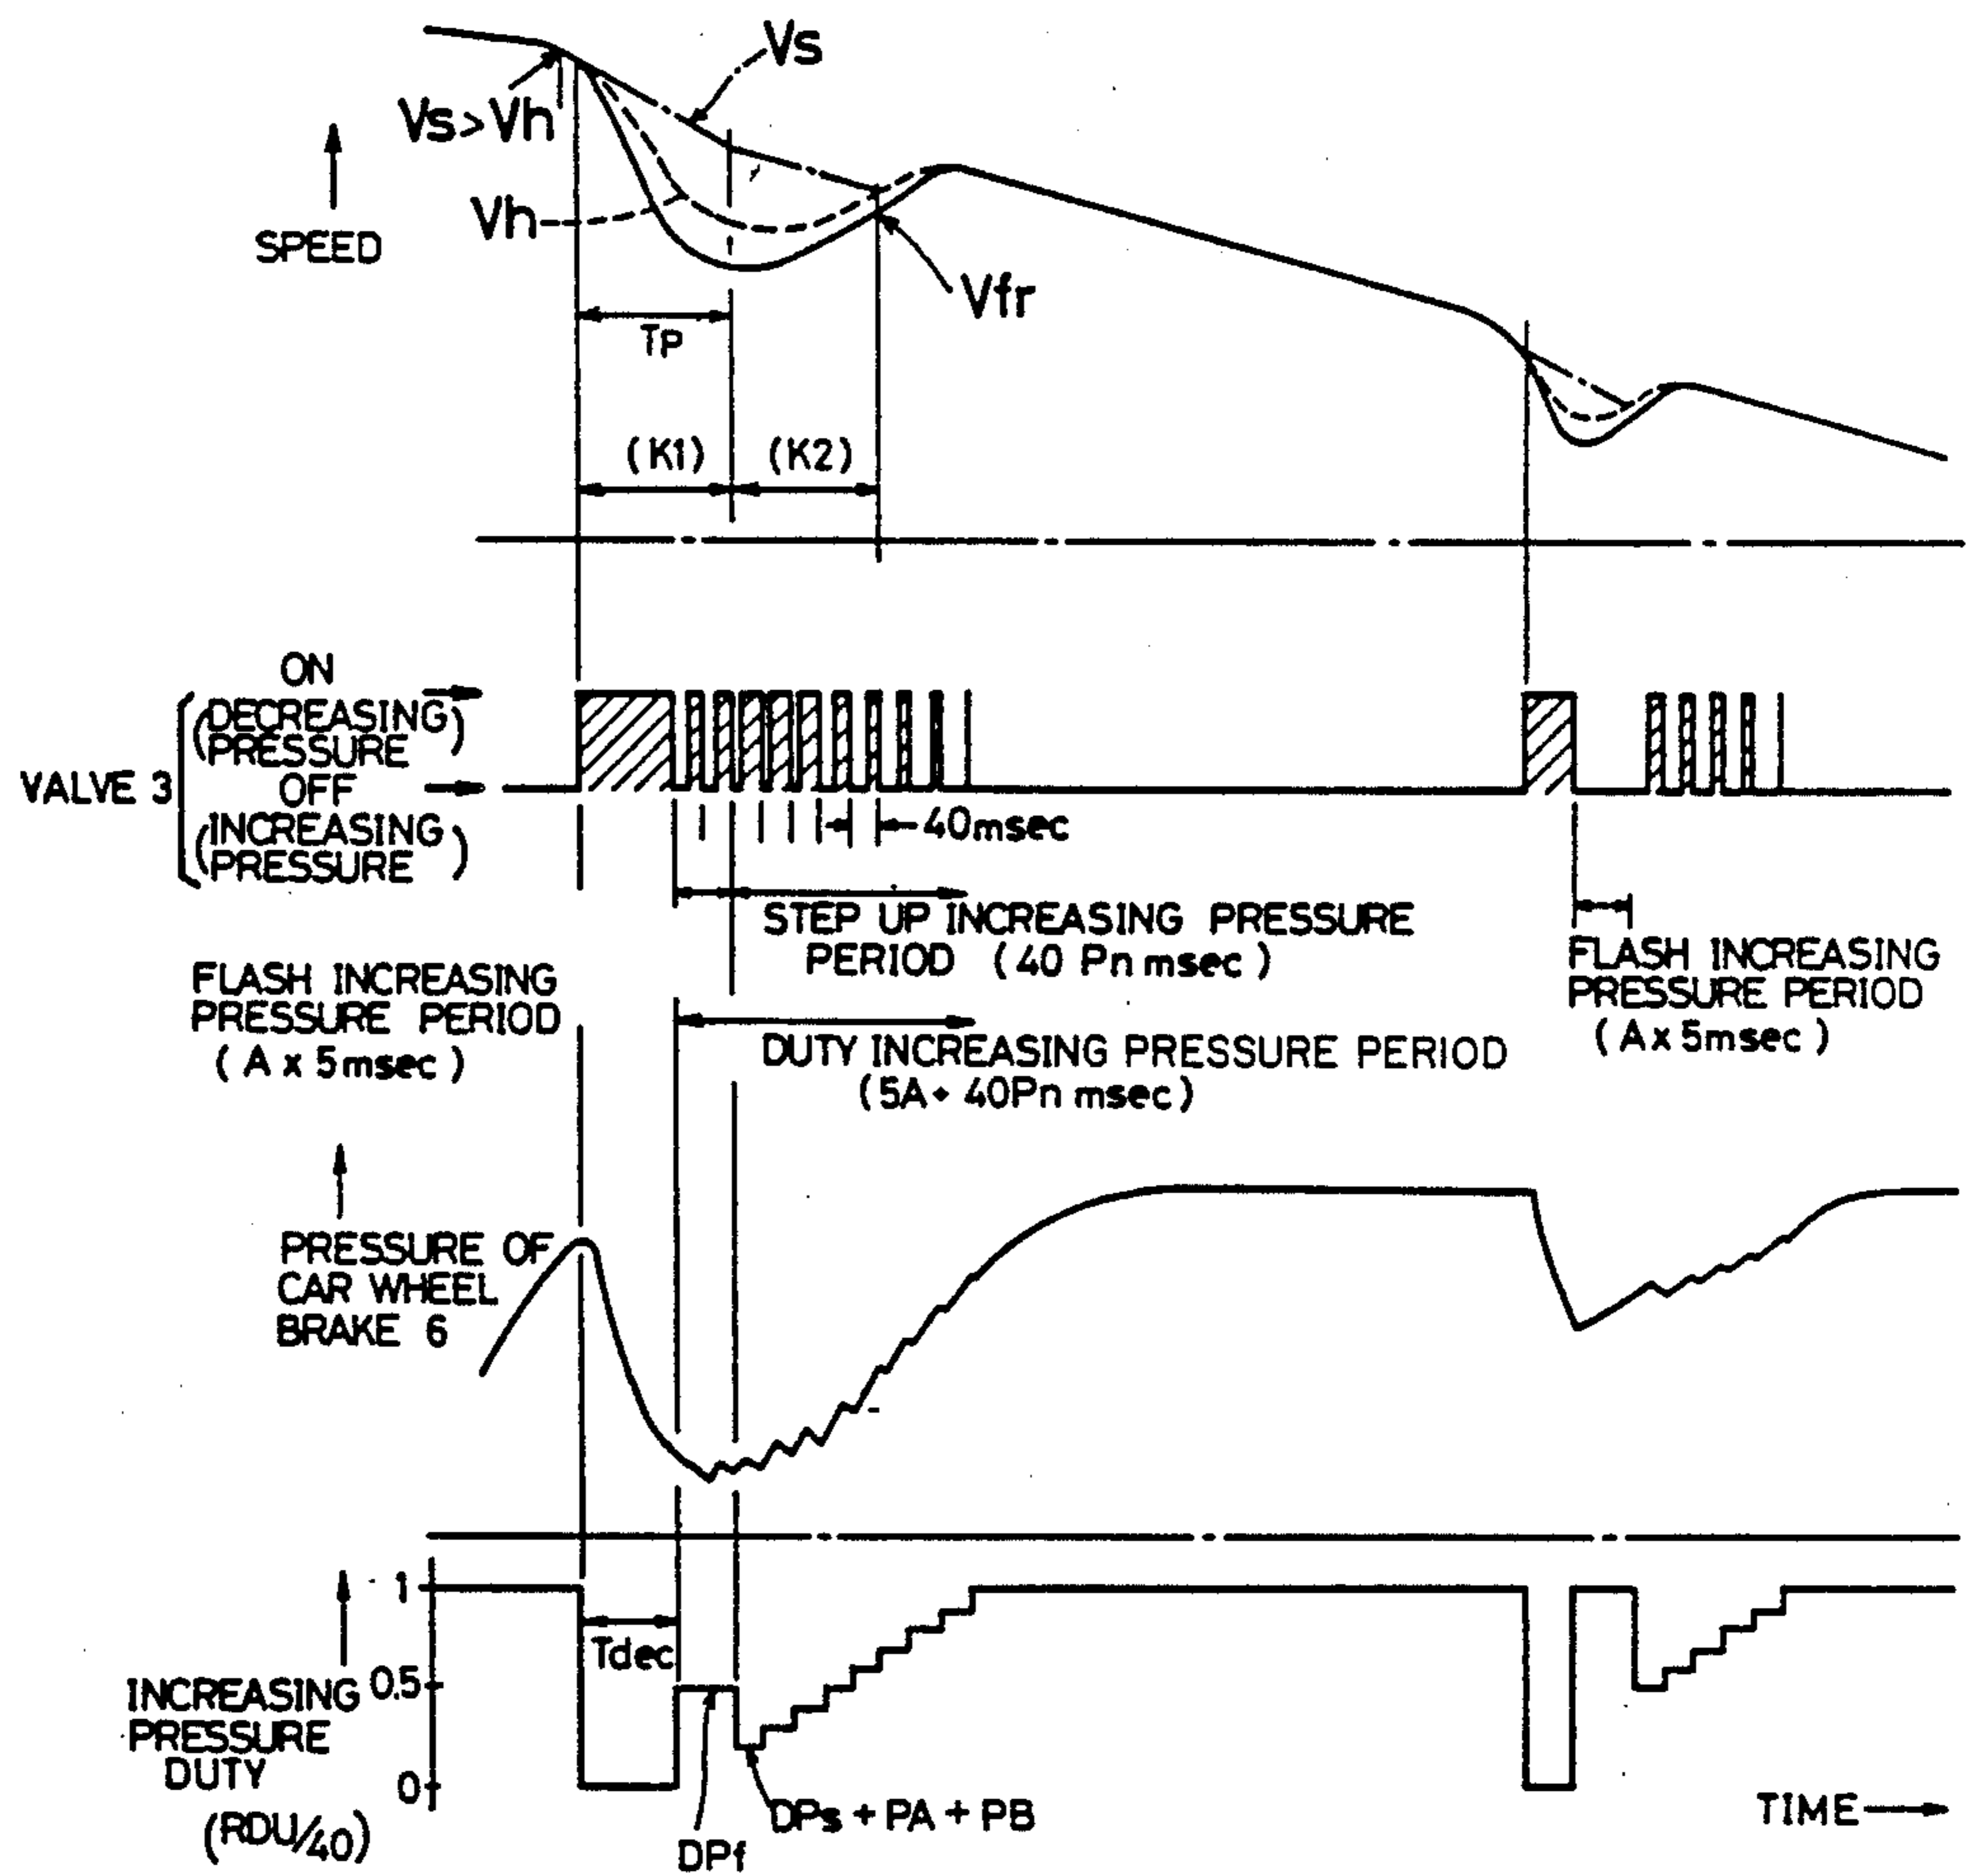 Vs
Vs>Vh
Vh
SPEED
Vfr
Tp
(K1)
(K2)
ON
(DECREASING
PRESSURE)
VALVE 3
OFF
(INCREASING
PRESSURE)
40msec
STEP UP INCREASING PRESSURE
PERIOD (40 Pn msec)
FLASH INCREASING
PRESSURE PERIOD
(A x 5msec)
FLASH INCREASING
PRESSURE PERIOD
(A x 5msec)
DUTY INCREASING PRESSURE PERIOD
(5A+40Pn msec)
PRESSURE OF
CAR WHEEL
BRAKE 6
1
Tdec
0.5
INCREASING
PRESSURE
DUTY
(RDU/40)
0
DPs + PA + PB
DPf
TIME